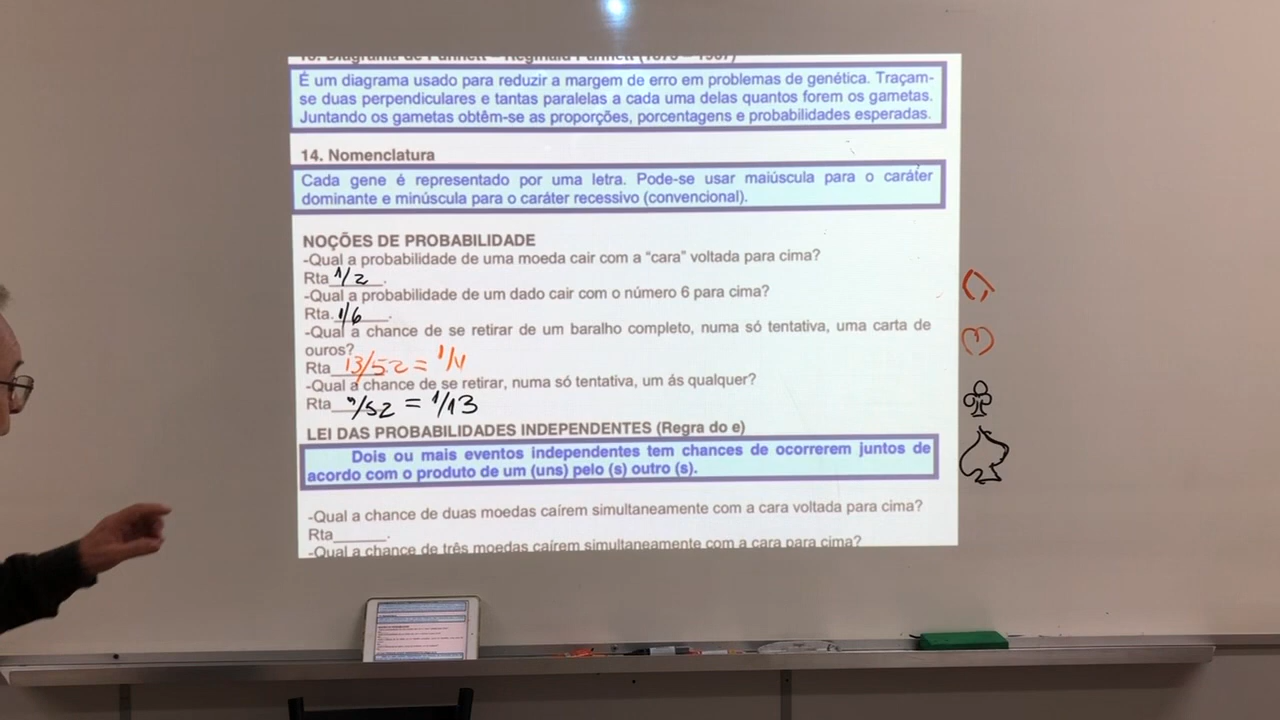 13. Diagrama de Punnett – Reginald Punnett (1875 – 1967)
É um diagrama usado para reduzir a margem de erro em problemas de genética. Traçam-
se duas perpendiculares e tantas paralelas a cada uma delas quantos forem os gametas.
Juntando os gametas obtêm-se as proporções, porcentagens e probabilidades esperadas.
14. Nomenclatura
Cada gene é representado por uma letra. Pode-se usar maiúscula para o caráter
dominante e minúscula para o caráter recessivo (convencional).
NOÇÕES DE PROBABILIDADE
-Qual a probabilidade de uma moeda cair com a “cara” voltada para cima?
Rta 1/2.
-Qual a probabilidade de um dado cair com o número 6 para cima?
Rta. 1/6.
-Qual a chance de se retirar de um baralho completo, numa só tentativa, uma carta de
ouros?
Rta 13/52 = 1/4
-Qual a chance de se retirar, numa só tentativa, um ás qualquer?
Rta 4/52 = 1/13
LEI DAS PROBABILIDADES INDEPENDENTES (Regra do e)
Dois ou mais eventos independentes tem chances de ocorrerem juntos de
acordo com o produto de um (uns) pelo (s) outro (s).
-Qual a chance de duas moedas caírem simultaneamente com a cara voltada para cima?
Rta______.
-Qual a chance de três moedas caírem simultaneamente com a cara para cima?